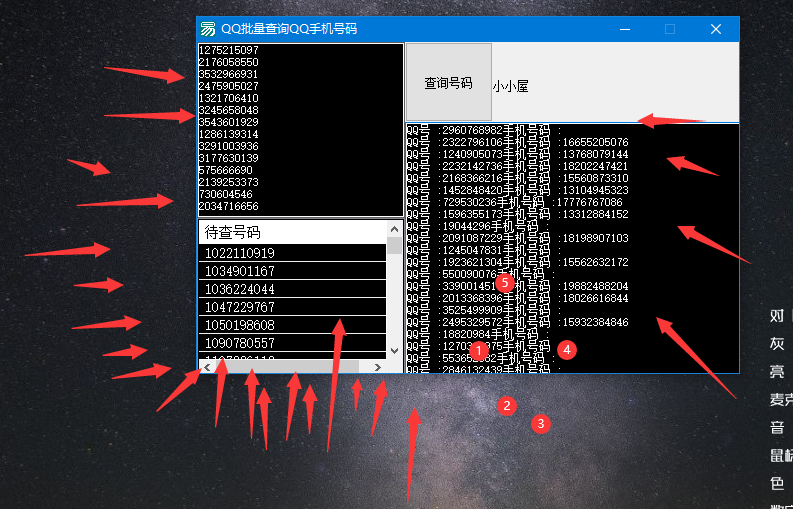 QQ批量查询QQ手机号码
1275215097
2176058550
3532966931
2475905027
1321706410
3245658048
3543601929
1286139314
3291003936
3177630139
575666690
2139253373
730604546
2034716656
查询号码
小小屋
待查号码
1022110919
1034901167
1036224044
1047229767
1050198608
1090780557
QQ号 :2960768982手机号码 :
QQ号 :2322796106手机号码 :16655205076
QQ号 :1240905073手机号码 :13768079144
QQ号 :2232142736手机号码 :18202247421
QQ号 :2168366216手机号码 :15560873310
QQ号 :1452848420手机号码 :13104945323
QQ号 :729530236手机号码 :17776767086
QQ号 :1596355173手机号码 :13312884152
QQ号 :19044296手机号码 :
QQ号 :2091087229手机号码 :18198907103
QQ号 :1245047831手机号码 :
QQ号 :1923621304手机号码 :15562632172
QQ号 :550090076手机号码 :
QQ号 :手机号码 :19882488204
QQ号 :2013368396手机号码 :18026616844
QQ号 :3525499909手机号码 :
QQ号 :2495329572手机号码 :15932384846
QQ号 :18820984手机号码 :
QQ号 :手机号码
QQ号 :手机号码 :
QQ号 :2846132439手机号码 :
5
1
4
2
3
对
灰
亮
麦克
音
鼠标
色